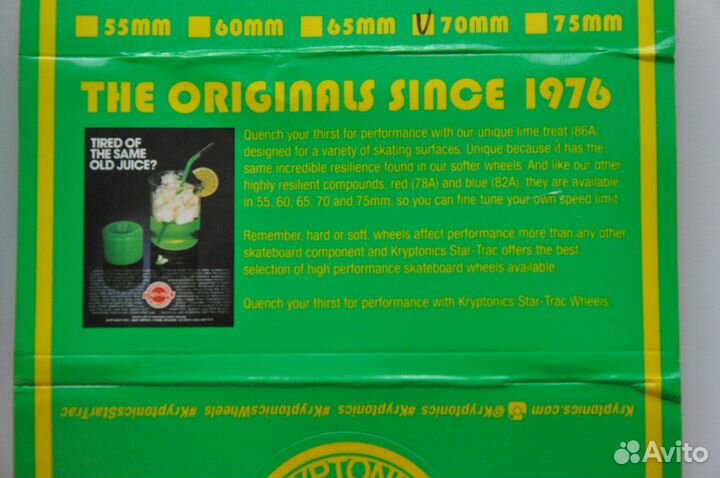 55mm 60mm 65mm V 70mm 75mm
THE ORIGINALS SINCE 1976
TIRED OF
THE SAME
OLD JUICE?
Quench your thirst for performance with our unique lime treat (86A)
designed for a variety of skating surfaces. Unique because it has the
same incredible resilience found in our softer wheels. And like our other
highly resilient compounds, red (78A) and blue (82A), they are available
in 55, 60, 65, 70 and 75mm, so you can fine tune your own speed limit.
Remember, hard or soft, wheels affect performance more than any other
skateboard component and Kryptonics Star-Trac offers the best
selection of high performance skateboard wheels available.
Quench your thirst for performance with Kryptonics Star-Trac Wheels.
Kryptonics.com @Kryptonics #Kryptonics #KryptonicsWheels #KryptonicsStarTrac
Avito